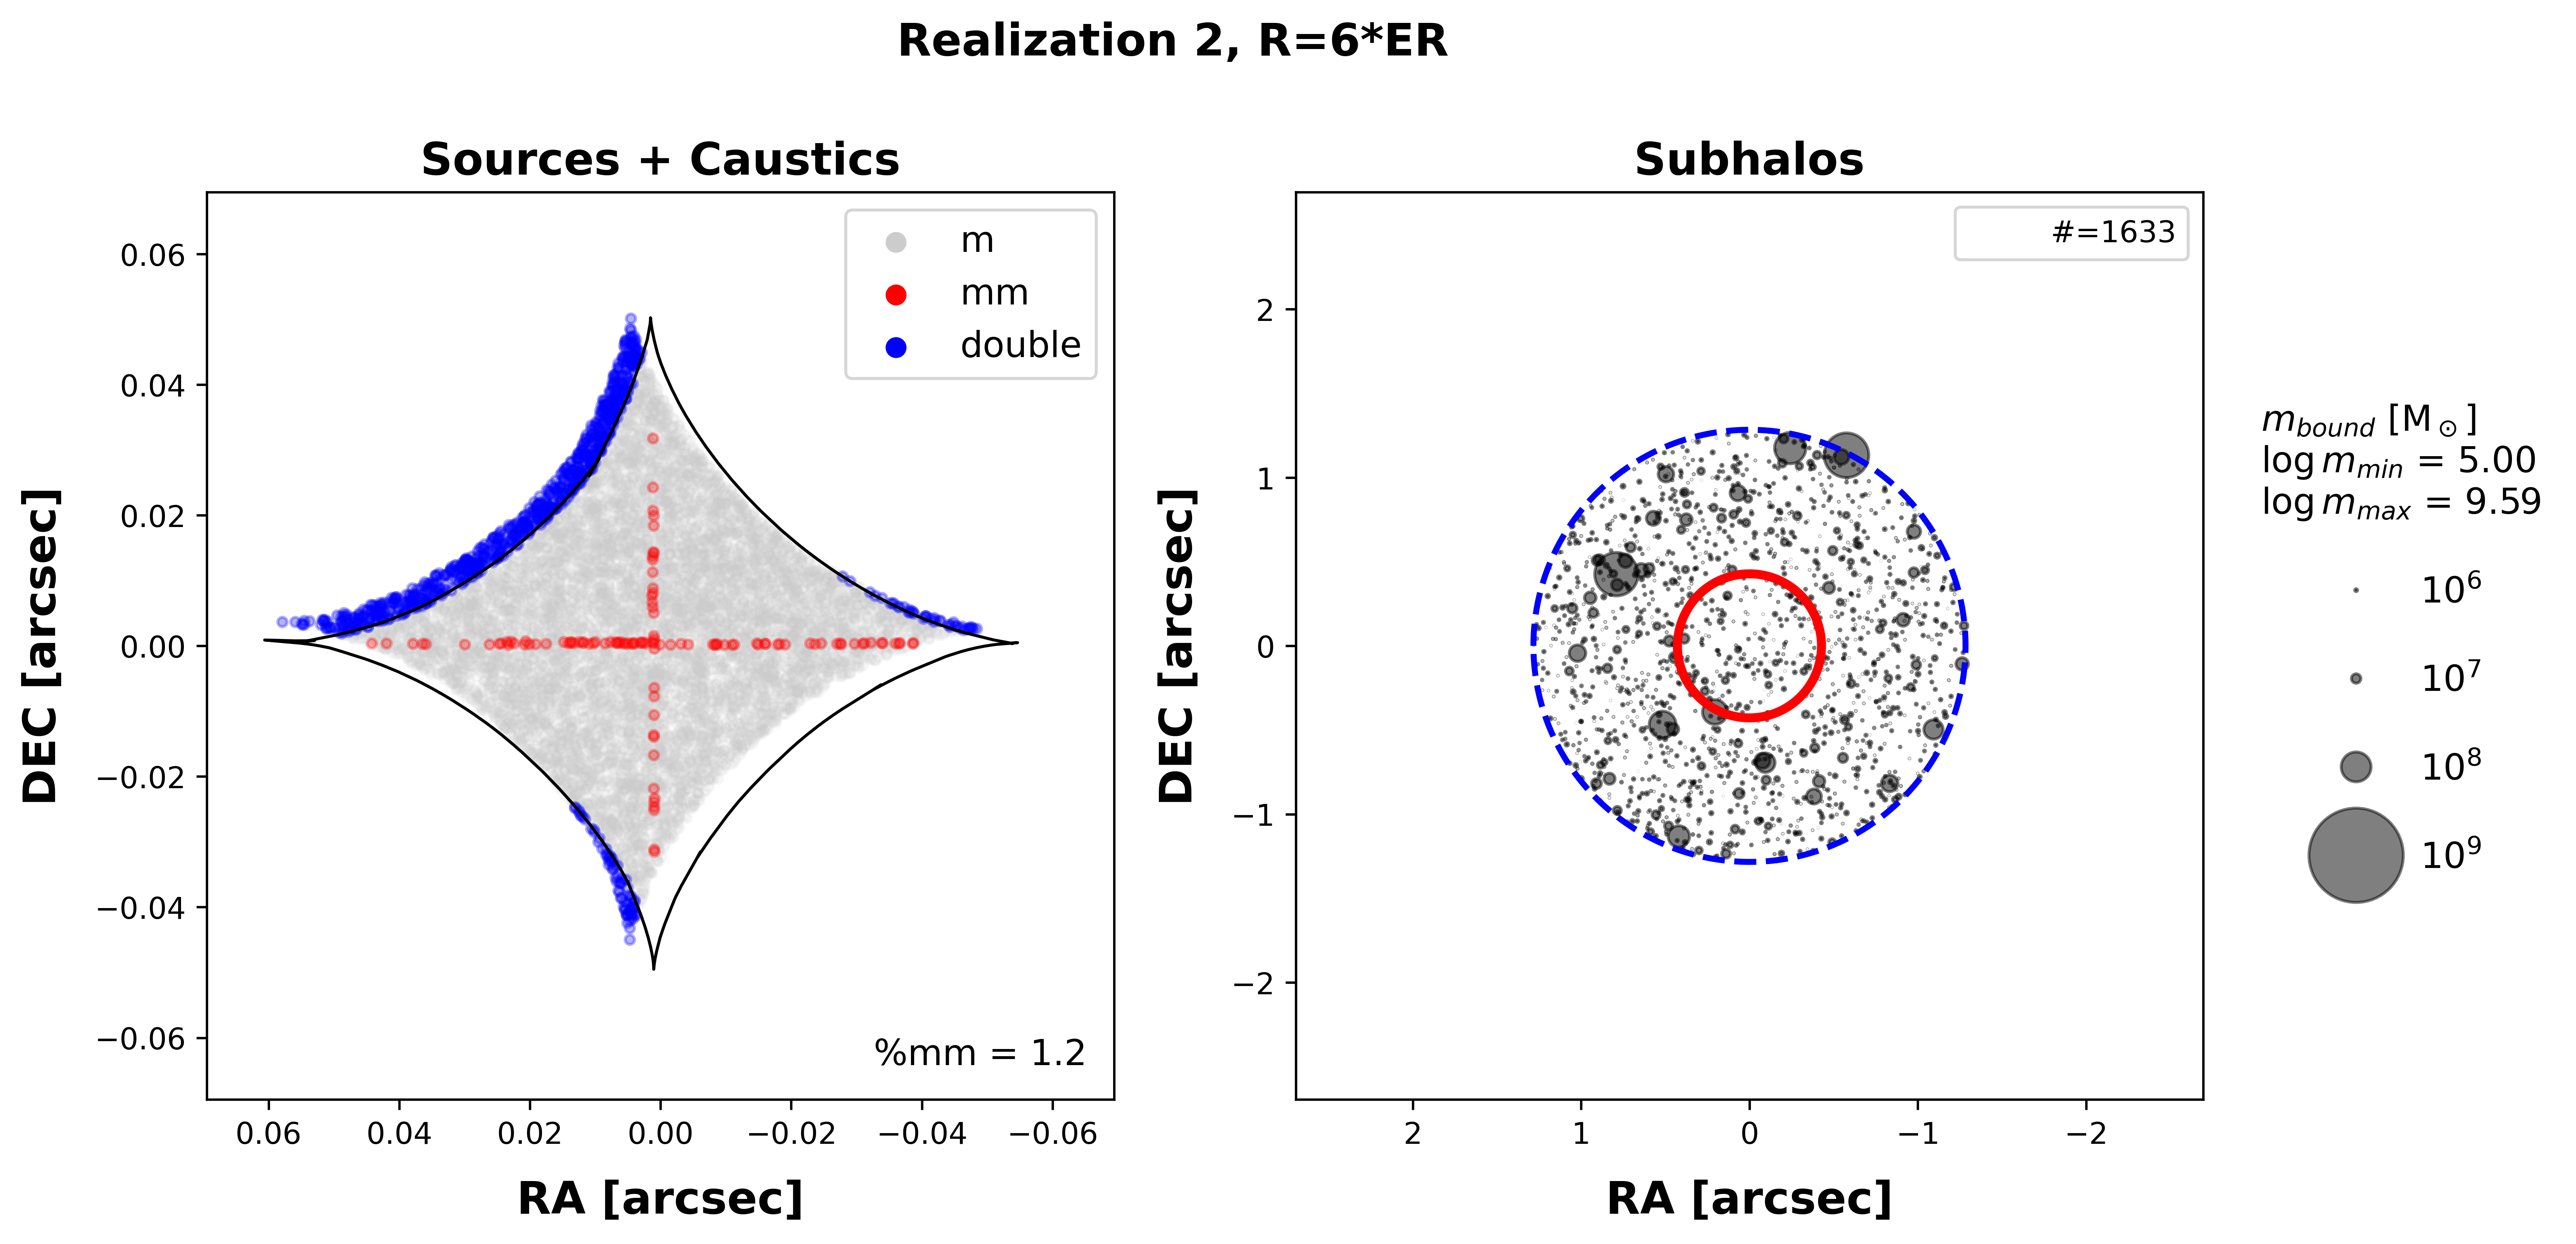 Realization 2, R=6*ER
Sources + Caustics
m
mm
double
%mm = 1.2
0.06
0.04
0.02
0.00
−0.02
−0.04
−0.06
0.06 0.04 0.02 0.00 −0.02 −0.04 −0.06
DEC [arcsec]
RA [arcsec]
Subhalos
#=1633
2
1
0
−1
−2
2 1 0 −1 −2
DEC [arcsec]
RA [arcsec]
m_bound [M_⊙]
log m_min = 5.00
log m_max = 9.59
10^6
10^7
10^8
10^9